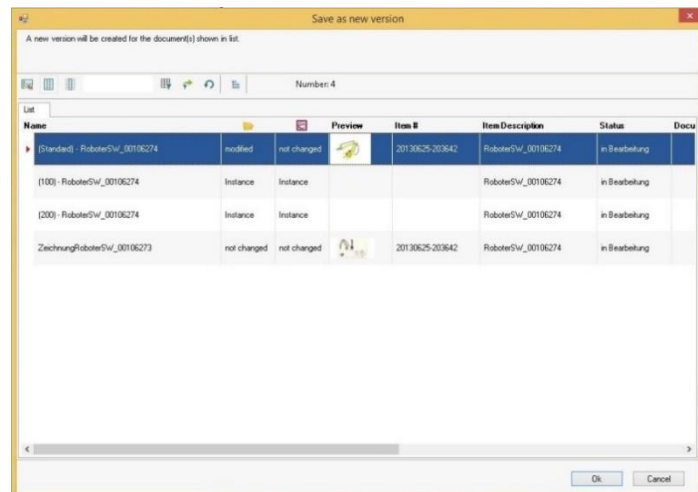 Save as new version
A new version will be created for the document(s) shown in list.
Number: 4
List
Name Preview Item # Item Description Status Docu
(Standard) - RoboterSW_00106274 modified not changed 20130625-203642 RoboterSW_00106274 in Bearbeitung
(100) - RoboterSW_00106274 Instance Instance RoboterSW_00106274 in Bearbeitung
(200) - RoboterSW_00106274 Instance Instance RoboterSW_00106274 in Bearbeitung
ZeichnungRoboterSW_00106273 not changed not changed 20130625-203642 RoboterSW_00106274 in Bearbeitung
Ok Cancel